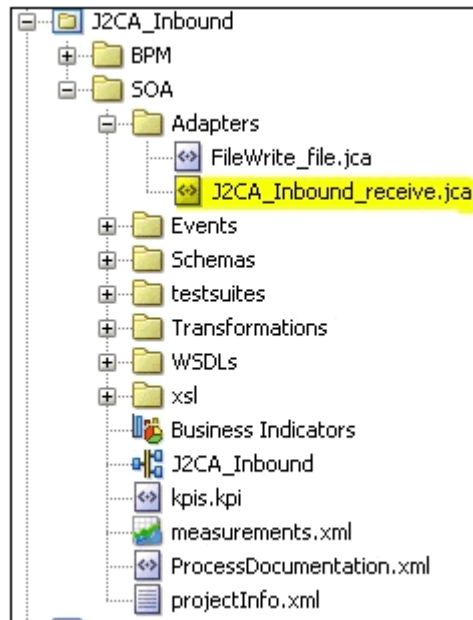 J2CA_Inbound
BPM
SOA
Adapters
FileWrite_file.jca
J2CA_Inbound_receive.jca
Events
Schemas
testsuites
Transformations
WSDLs
xsl
Business Indicators
J2CA_Inbound
kpis.kpi
measurements.xml
ProcessDocumentation.xml
projectInfo.xml